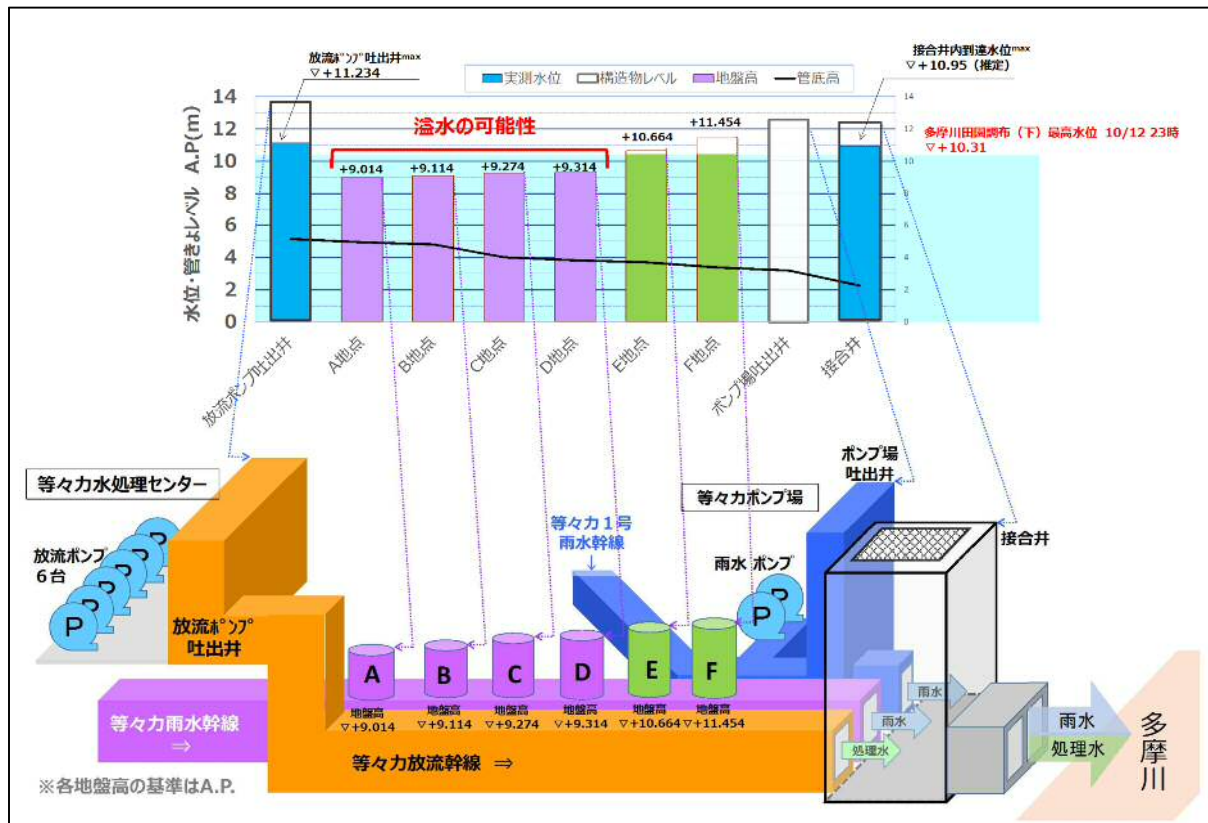 放流ﾎﾟﾝﾌﾟ吐出井max
▽+11.234
接合井内到達水位max
▽+10.95（推定）
実測水位 構造物レベル 地盤高 管底高
水位・管きょレベル A.P(m)
14
12
10
8
6
4
2
0
14
12
10
8
6
4
2
0
溢水の可能性
+9.014
+9.114
+9.274
+9.314
+10.664
+11.454
多摩川田園調布（下）最高水位 10/12 23時
▽+10.31
放流ポンプ吐出井
A地点
B地点
C地点
D地点
E地点
F地点
ポンプ場吐出井
接合井
等々力水処理センター
放流ﾎﾟﾝﾌﾟ
６台
P
P
P
P
P
P
放流ﾎﾟﾝﾌﾟ
吐出井
等々力１号
雨水幹線
等々力ポンプ場
雨水 ポンプ
P
P
ポンプ場
吐出井
接合井
A
B
C
D
E
F
地盤高
▽+9.014
地盤高
▽+9.114
地盤高
▽+9.274
地盤高
▽+9.314
地盤高
▽+10.664
地盤高
▽+11.454
等々力雨水幹線
⇒
等々力放流幹線 ⇒
雨水
雨水
処理水
雨水
処理水
多摩川
※各地盤高の基準はA.P.